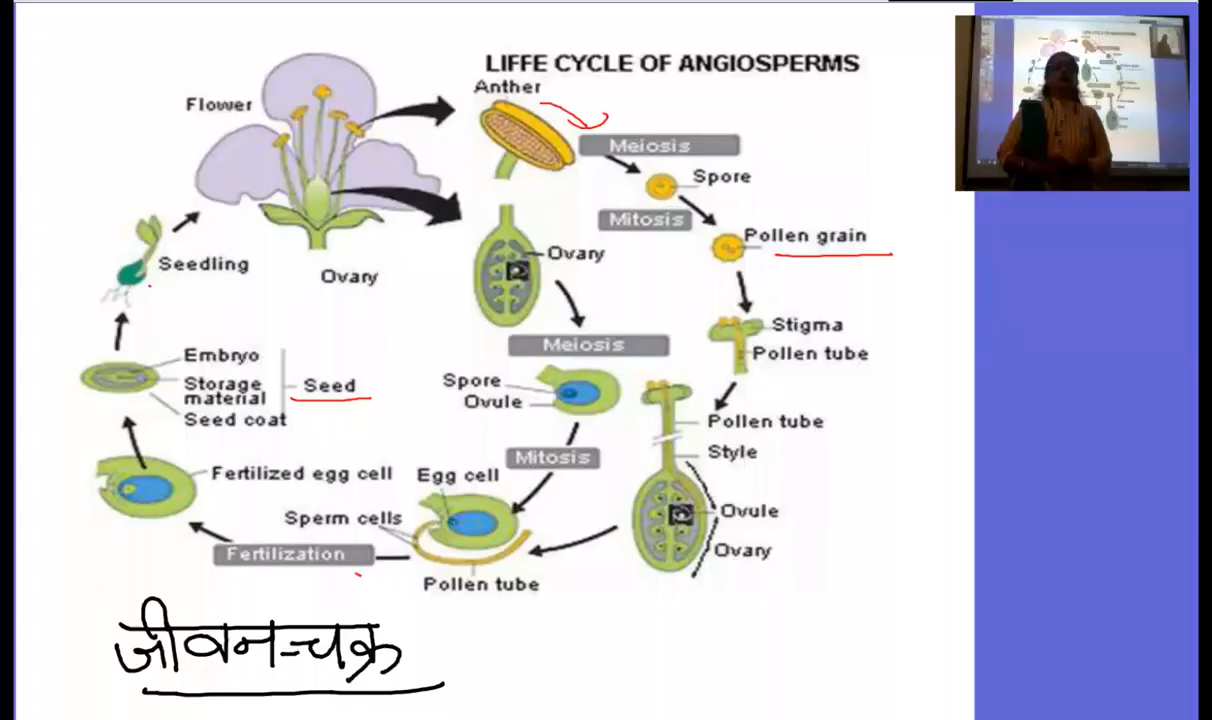 LIFFE CYCLE OF ANGIOSPERMS
Anther
Flower
Meiosis
Spore
Mitosis
Pollen grain
Ovary
Seedling
Ovary
Stigma
Meiosis
Pollen tube
Embryo
Storage
material
Seed
Seed coat
Spore
Ovule
Pollen tube
Style
Mitosis
Fertilized egg cell
Egg cell
Sperm cells
Ovule
Ovary
Fertilization
Pollen tube
जीवन-चक्र